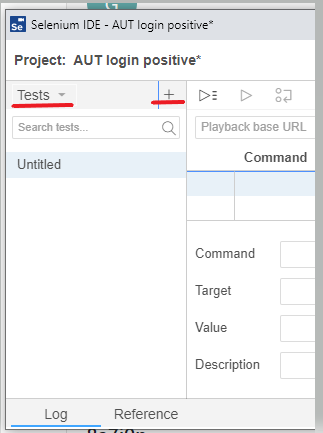 Se Selenium IDE - AUT login positive*
Project: AUT login positive*
Tests
Search tests...
Playback base URL
Untitled
Command
Command
Target
Value
Description
Log Reference